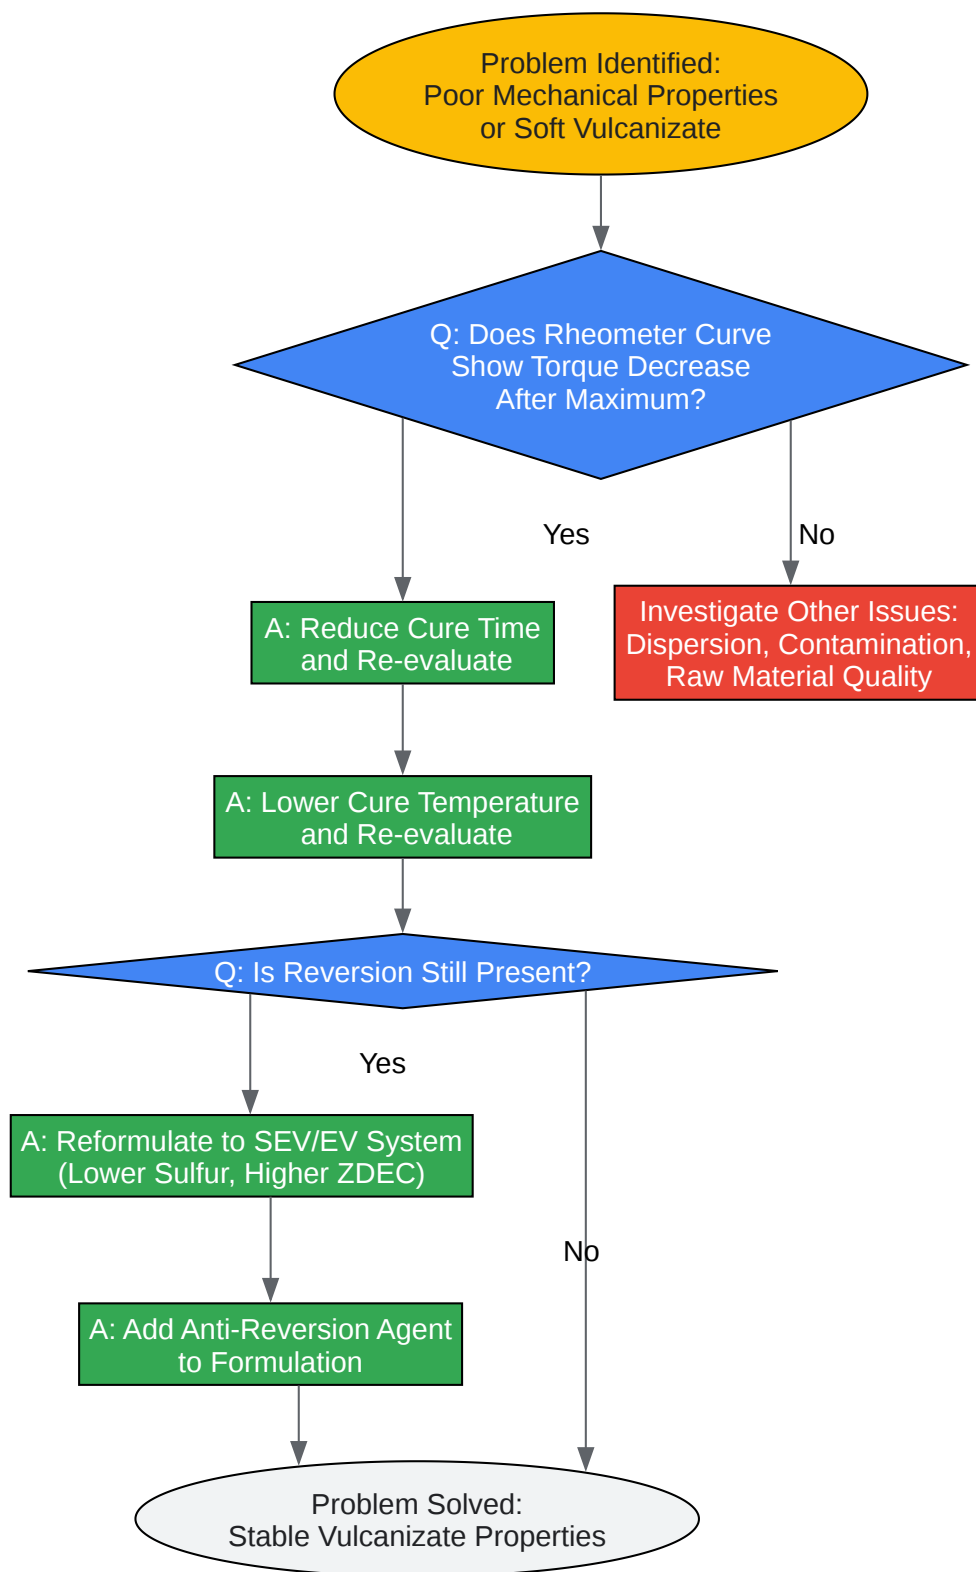 Problem Identified:
Poor Mechanical Properties
or Soft Vulcanizate
Q: Does Rheometer Curve
Show Torque Decrease
After Maximum?
Yes
No
A: Reduce Cure Time
and Re-evaluate
Investigate Other Issues:
Dispersion, Contamination,
Raw Material Quality
A: Lower Cure Temperature
and Re-evaluate
Q: Is Reversion Still Present?
Yes
A: Reformulate to SEV/EV System
(Lower Sulfur, Higher ZDEC)
No
A: Add Anti-Reversion Agent
to Formulation
Problem Solved:
Stable Vulcanizate Properties